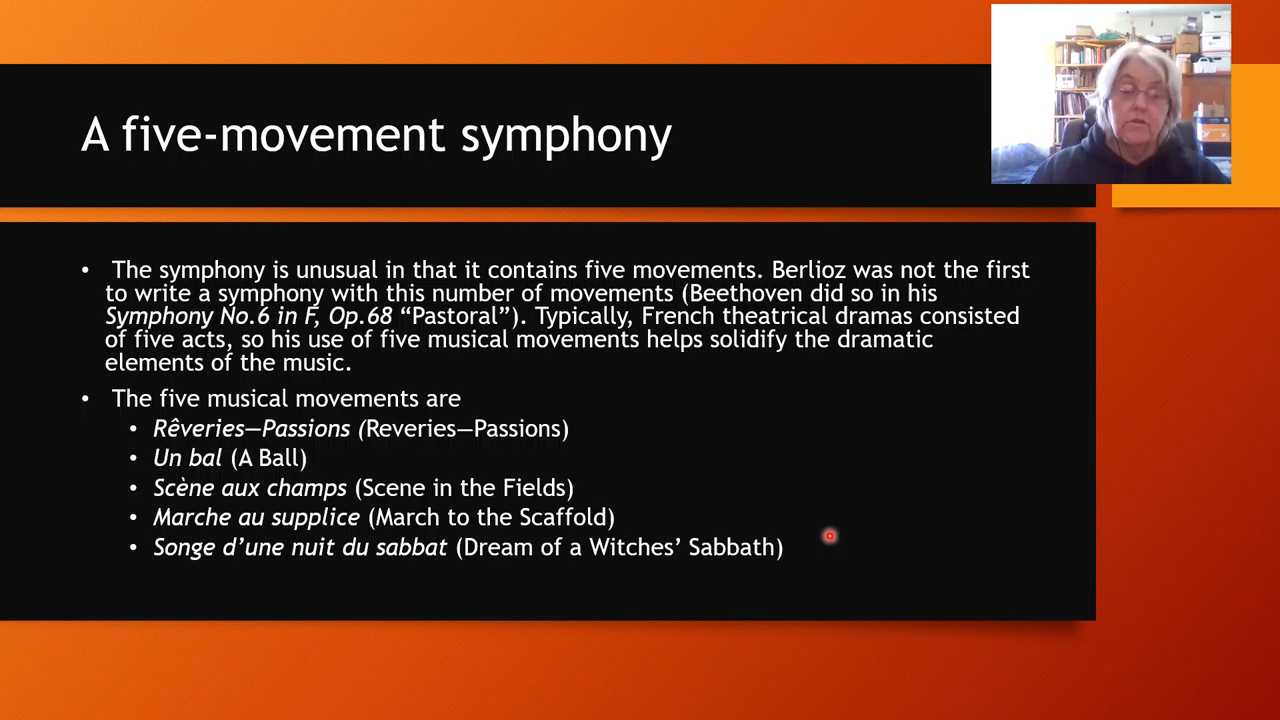 A five-movement symphony
• The symphony is unusual in that it contains five movements. Berlioz was not the first
to write a symphony with this number of movements (Beethoven did so in his
Symphony No.6 in F, Op.68 “Pastoral”). Typically, French theatrical dramas consisted
of five acts, so his use of five musical movements helps solidify the dramatic
elements of the music.
• The five musical movements are
• Rêveries—Passions (Reveries—Passions)
• Un bal (A Ball)
• Scène aux champs (Scene in the Fields)
• Marche au supplice (March to the Scaffold)
• Songe d’une nuit du sabbat (Dream of a Witches’ Sabbath)